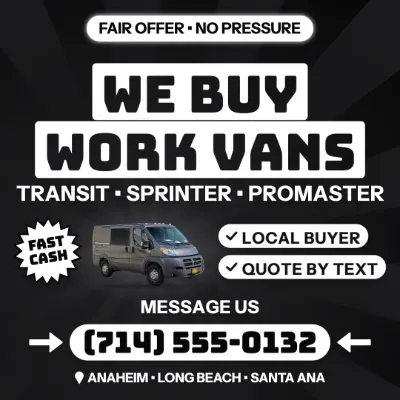 FAIR OFFER • NO PRESSURE
WE BUY
WORK VANS
TRANSIT • SPRINTER • PROMASTER
FAST
CASH
LOCAL BUYER
QUOTE BY TEXT
MESSAGE US
(714) 555-0132
ANAHEIM • LONG BEACH • SANTA ANA